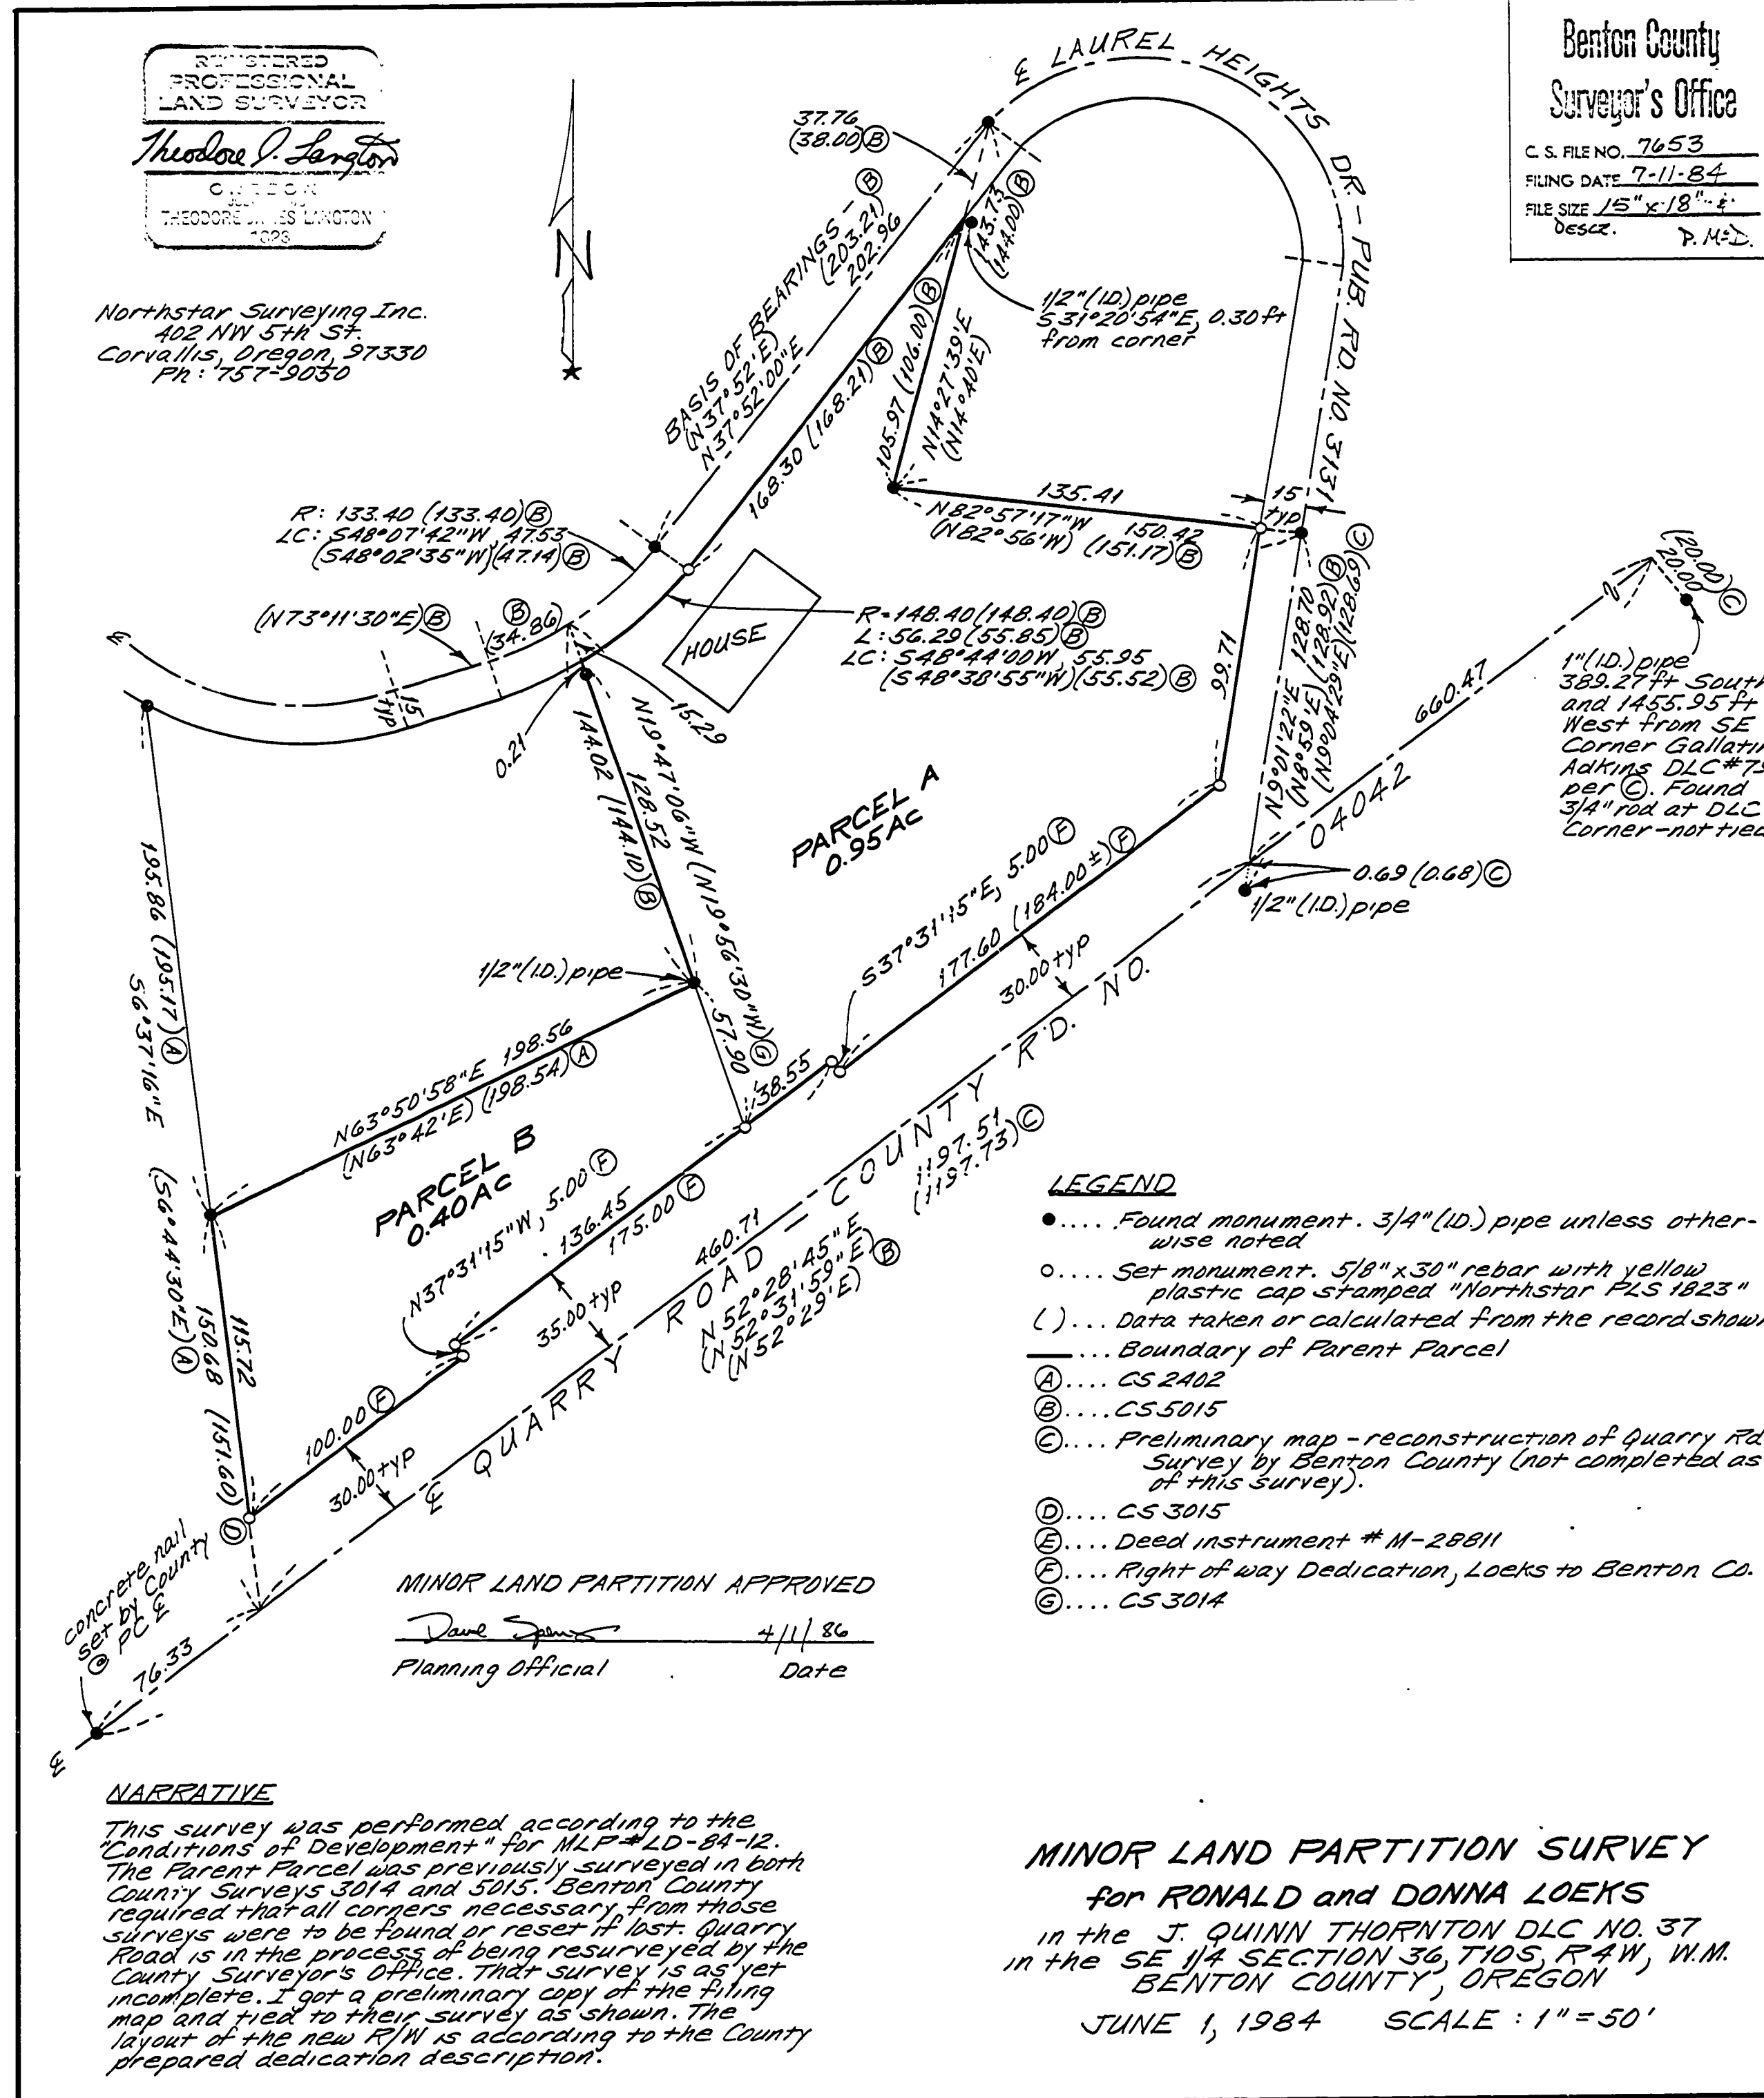 REGISTERED
PROFESSIONAL
LAND SURVEYOR
Theodore J. Langton
OREGON
THEODORE JAMES LANGTON
1823
Northstar Surveying Inc.
402 NW 5th St.
Corvallis, Oregon, 97330
Ph: 757-9050
N
Benton County
Surveyor's Office
C. S. FILE NO. 7653
FILING DATE 7-11-84
FILE SIZE 15" x 18"
DESCR. P. McD.
℄ LAUREL HEIGHTS DR. - PUB. RD. NO. 3131
37.76
(38.00) Ⓑ
143.73
(144.00) Ⓑ
BASIS OF BEARINGS - Ⓑ
(N37°52'E) (203.21)
N37°52'00"E 202.96
168.30 (168.21) Ⓑ
105.97 (106.00) Ⓑ
N14°27'39"E
(N14°40'E)
1/2" (I.D.) pipe
S31°20'54"E, 0.30 ft
from corner
135.41
N82°57'17"W 150.42
(N82°56'W) (151.17) Ⓑ
15
typ
R: 133.40 (133.40) Ⓑ
LC: S48°07'42"W, 47.53
(S48°02'35"W) (47.14) Ⓑ
(N73°11'30"E) Ⓑ
Ⓑ
(34.86)
15
typ
HOUSE
R=148.40 (148.40) Ⓑ
L: 56.29 (55.85) Ⓑ
LC: S48°44'00W, 55.95
(S48°38'55"W) (55.52) Ⓑ
99.71
N9°01'22"E 128.70
(N8°59'E) (128.92) Ⓑ
(N9°04'29"E) (128.69) Ⓒ
(20.00) Ⓒ
20.00
1" (I.D.) pipe
389.27 ft South
and 1455.95 ft
West from SE
Corner Gallatin
Adkins DLC #
per Ⓒ. Found
3/4" rod at DLC
Corner - not tied
660.47
0.21
15.29
N19°47'06"W (N19°56'30"W) Ⓖ
128.52 57.90
144.02 (144.10) Ⓑ
PARCEL A
0.95 Ac
0.69 (0.68) Ⓒ
1/2" (I.D.) pipe
195.86 (195.17) Ⓐ
S6°37'16"E (S6°44'30"E) Ⓐ
1/2" (I.D.) pipe
S37°31'15"E, 5.00 Ⓕ
177.60 (184.00±) Ⓕ
30.00 typ
38.55
N63°50'58"E 198.56
(N63°42'E) (198.54) Ⓐ
PARCEL B
0.40 Ac
N37°31'15"W, 5.00 Ⓕ
136.45
175.00 Ⓕ
35.00 typ
460.71
1197.51
(1197.73) Ⓒ
N52°28'45"E
(N52°31'59"E)
(N52°29'E) Ⓑ
℄ QUARRY ROAD - COUNTY RD. NO. 04042
115.72
150.68 (151.60) Ⓓ
100.00 Ⓕ
30.00 typ
concrete nail
set by County
@ PC ℄
76.33
℄
MINOR LAND PARTITION APPROVED
4/1/86
Planning Official Date
LEGEND
● .... Found monument. 3/4" (I.D.) pipe unless other-
wise noted
○ .... Set monument. 5/8" x 30" rebar with yellow
plastic cap stamped "Northstar PLS 1823"
( ) ... Data taken or calculated from the record shown
... Boundary of Parent Parcel
Ⓐ .... CS 2402
Ⓑ .... CS 5015
Ⓒ .... Preliminary map - reconstruction of Quarry Rd
Survey by Benton County (not completed as
of this survey).
Ⓓ .... CS 3015
Ⓔ .... Deed instrument # M-28811
Ⓕ .... Right of way Dedication, Loeks to Benton Co.
Ⓖ .... CS 3014
NARRATIVE
This survey was performed according to the
"Conditions of Development" for MLP # LD-84-12.
The Parent Parcel was previously surveyed in both
County Surveys 3014 and 5015. Benton County
required that all corners necessary from those
surveys were to be found or reset if lost. Quarry
Road is in the process of being resurveyed by the
County Surveyor's Office. That survey is as yet
incomplete. I got a preliminary copy of the filing
map and tied to their survey as shown. The
layout of the new R/W is according to the County
prepared dedication description.
MINOR LAND PARTITION SURVEY
for RONALD and DONNA LOEKS
in the J. QUINN THORNTON DLC NO. 37
in the SE 1/4 SECTION 36, T10S, R4W, W.M.
BENTON COUNTY, OREGON
JUNE 1, 1984 SCALE : 1" = 50'